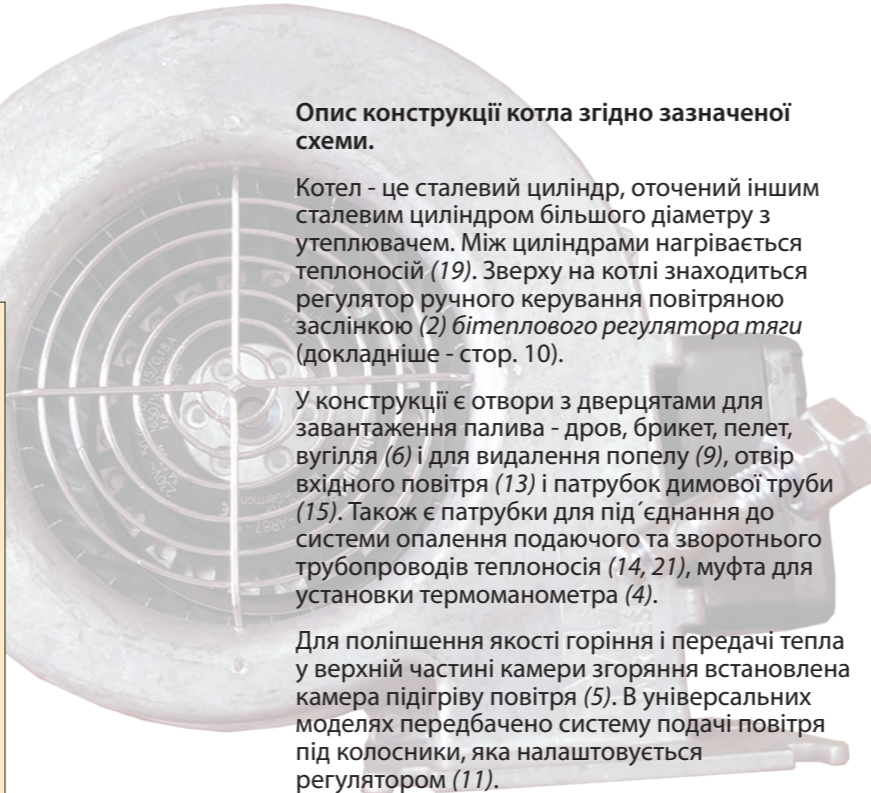 Опис конструкції котла згідно зазначеної
схеми.
Котел - це сталевий циліндр, оточений іншим
сталевим циліндром більшого діаметру з
утеплювачем. Між циліндрами нагрівається
теплоносій (19). Зверху на котлі знаходиться
регулятор ручного керування повітряною
заслінкою (2) бітеплового регулятора тяги
(докладніше - стор. 10).
У конструкції є отвори з дверцятами для
завантаження палива - дров, брикет, пелет,
вугілля (6) і для видалення попелу (9), отвір
вхідного повітря (13) і патрубок димової труби
(15). Також є патрубки для під´єднання до
системи опалення подаючого та зворотнього
трубопроводів теплоносія (14, 21), муфта для
установки термоманометра (4).
Для поліпшення якості горіння і передачі тепла
у верхній частині камери згоряння встановлена
камера підігріву повітря (5). В універсальних
моделях передбачено систему подачі повітря
під колосники, яка налаштовується
регулятором (11).